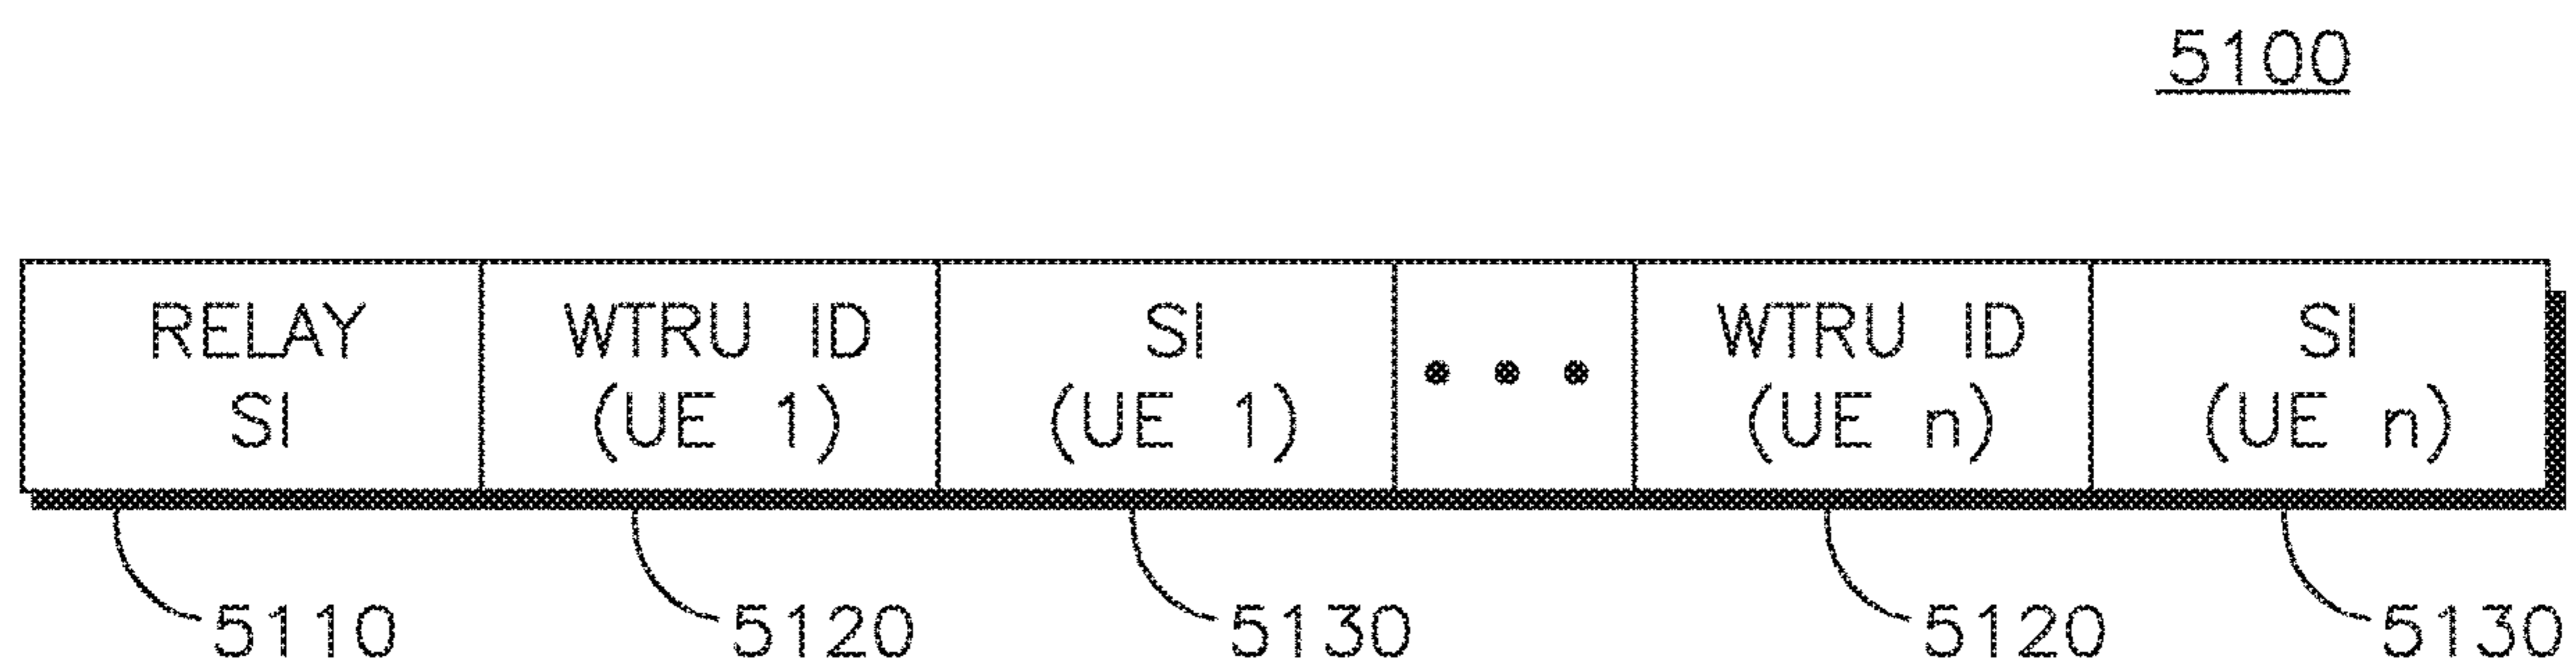 5100
RELAY
SI
WTRU ID
(UE 1)
SI
(UE 1)
• • •
WTRU ID
(UE n)
SI
(UE n)
5110
5120
5130
5120
5130